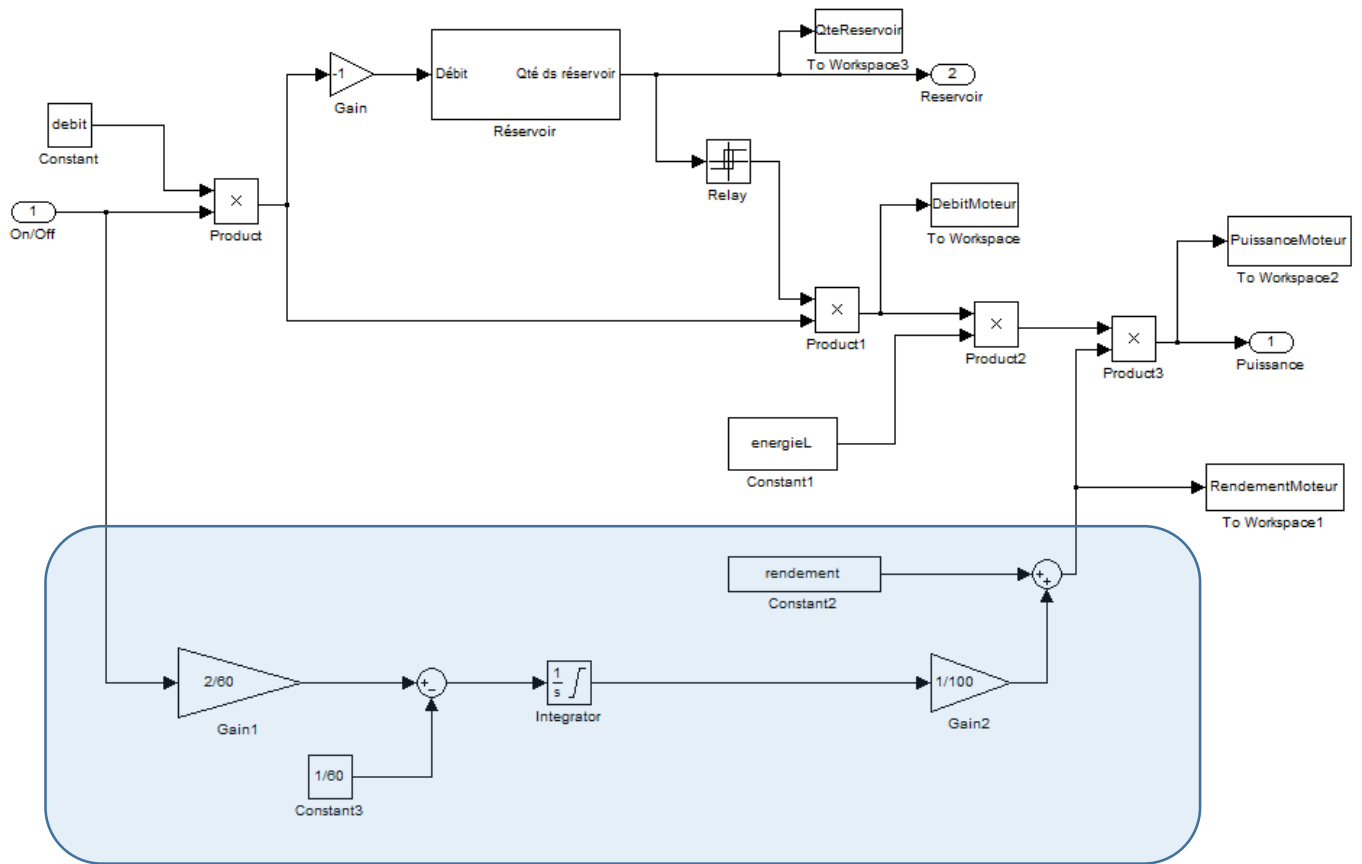 QteReservoir
To Workspace3
-1
Gain
Débit
Qté ds réservoir
Réservoir
2
Reservoir
debit
Constant
Relay
×
Product
1
On/Off
DebitMoteur
To Workspace
PuissanceMoteur
To Workspace2
×
Product1
×
Product2
×
Product3
1
Puissance
energieL
Constant1
RendementMoteur
To Workspace1
rendement
Constant2
+
+
2/60
Gain1
+
−
1
s
Integrator
1/100
Gain2
1/60
Constant3